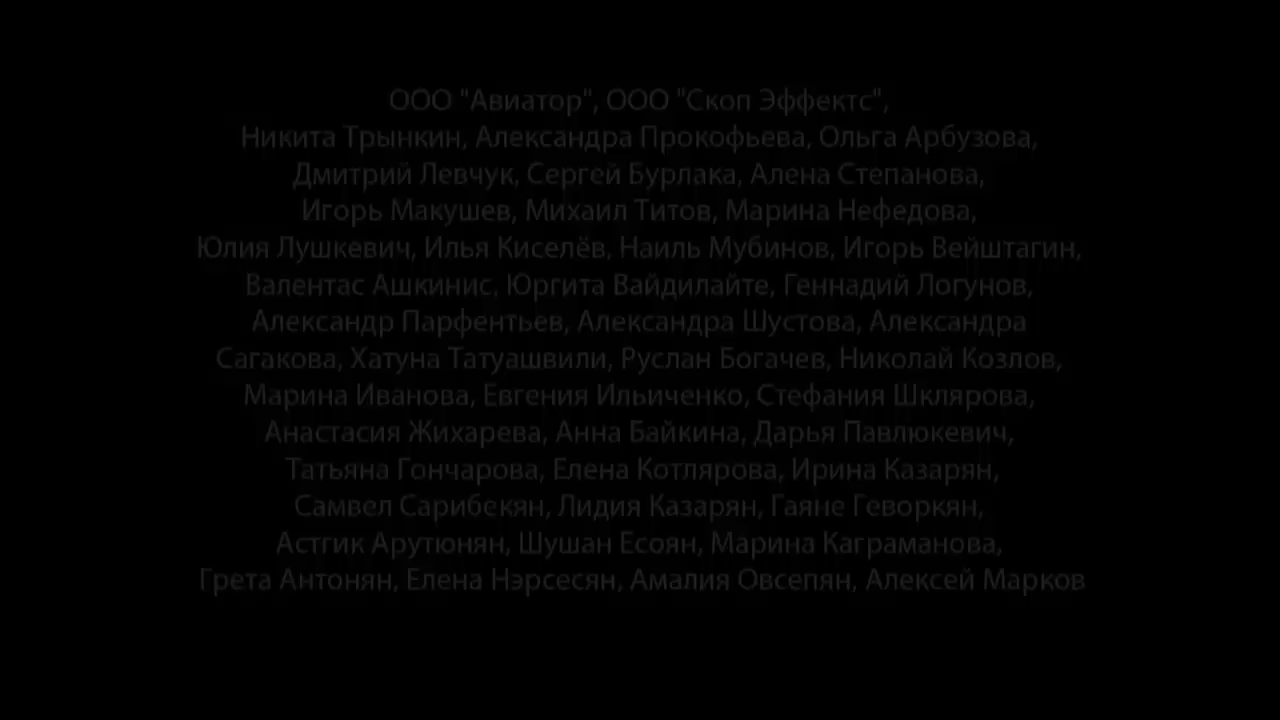 ООО "Авиатор", ООО "Скоп Эффектс",
Никита Трынкин, Александра Прокофьева, Ольга Арбузова,
Дмитрий Левчук, Сергей Бурлака, Алена Степанова,
Игорь Макушев, Михаил Титов, Марина Нефедова,
Юлия Лушкевич, Илья Киселёв, Наиль Мубинов, Игорь Вейштагин,
Валентас Ашкинис, Юргита Вайдилайте, Геннадий Логунов,
Александр Парфентьев, Александра Шустова, Александра
Сагакова, Хатуна Татуашвили, Руслан Богачев, Николай Козлов,
Марина Иванова, Евгения Ильиченко, Стефания Шклярова,
Анастасия Жихарева, Анна Байкина, Дарья Павлюкевич,
Татьяна Гончарова, Елена Котлярова, Ирина Казарян,
Самвел Сарибекян, Лидия Казарян, Гаяне Геворкян,
Астгик Арутюнян, Шушан Есоян, Марина Каграманова,
Грета Антонян, Елена Нэрсесян, Амалия Овсепян, Алексей Марков